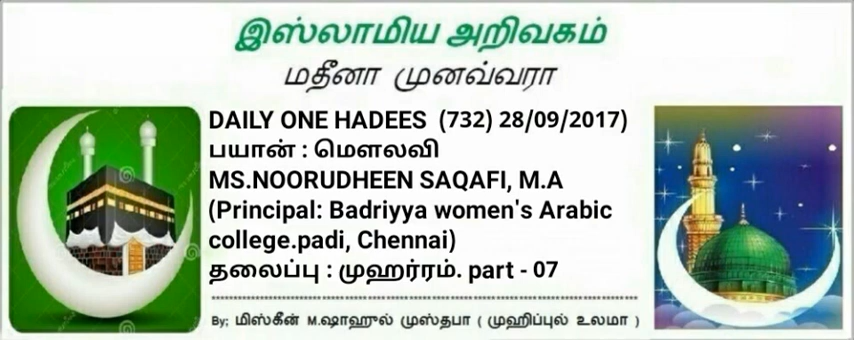 இஸ்லாமிய அறிவகம்
மதீனா முனவ்வரா
DAILY ONE HADEES (732) 28/09/2017)
பயான் : மௌலவி
MS.NOORUDHEEN SAQAFI, M.A
(Principal: Badriyya women's Arabic
college.padi, Chennai)
தலைப்பு : முஹர்ரம். part - 07
By; மிஸ்கீன் M.ஷாஹுல் முஸ்தபா ( முஹிப்புல் உலமா )